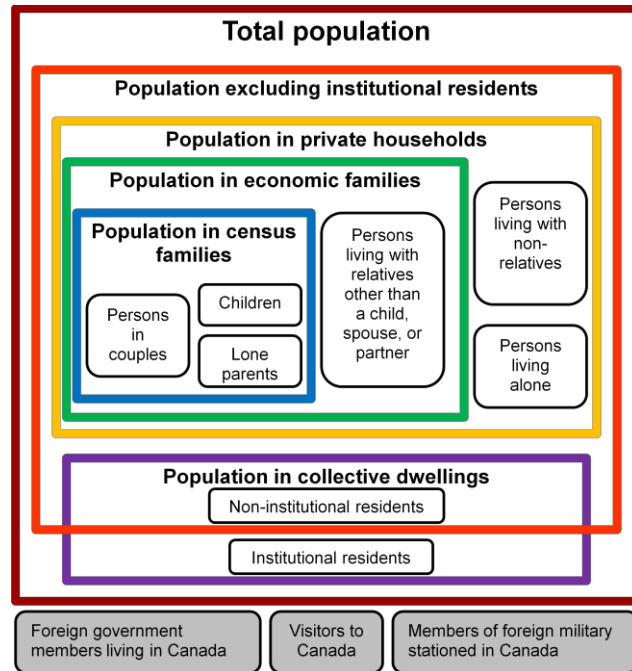 Total population
Population excluding institutional residents
Population in private households
Population in economic families
Population in census
families
Persons
in
couples
Children
Lone
parents
Persons
living with
relatives
other than
a child,
spouse, or
partner
Persons
living with
non-
relatives
Persons
living
alone
Population in collective dwellings
Non-institutional residents
Institutional residents
Foreign government
members living in Canada
Visitors to
Canada
Members of foreign military
stationed in Canada